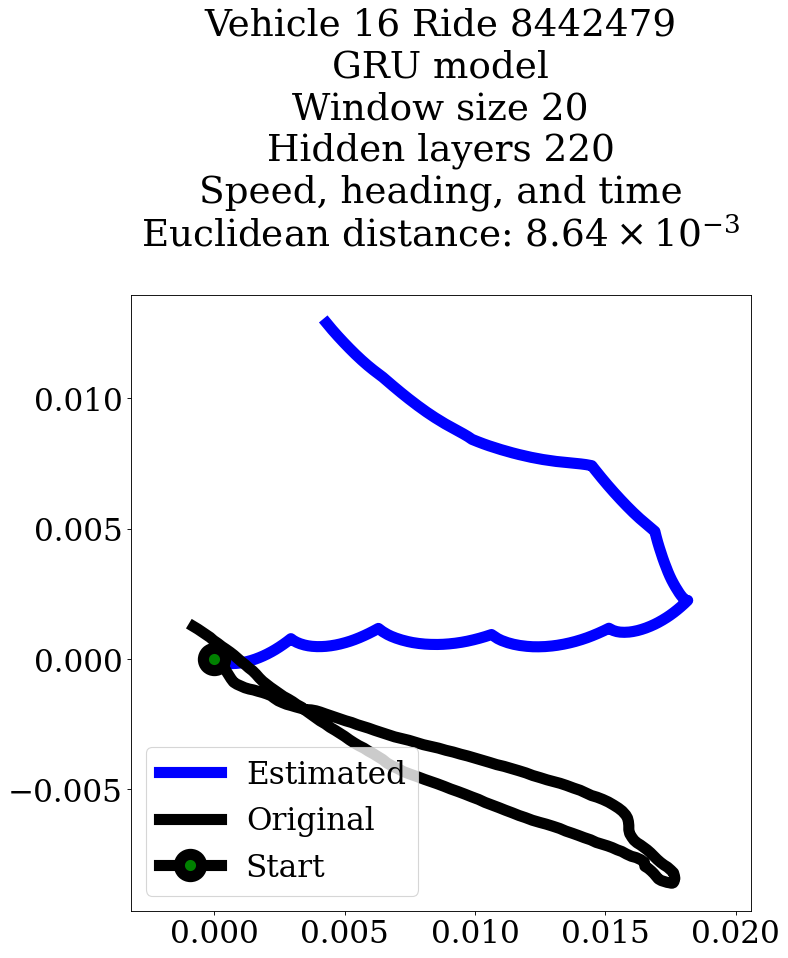 Vehicle 16 Ride 8442479
GRU model
Window size 20
Hidden layers 220
Speed, heading, and time
Euclidean distance: 8.64 × 10⁻³
0.010
0.005
0.000
−0.005
Estimated
Original
Start
0.000 0.005 0.010 0.015 0.020